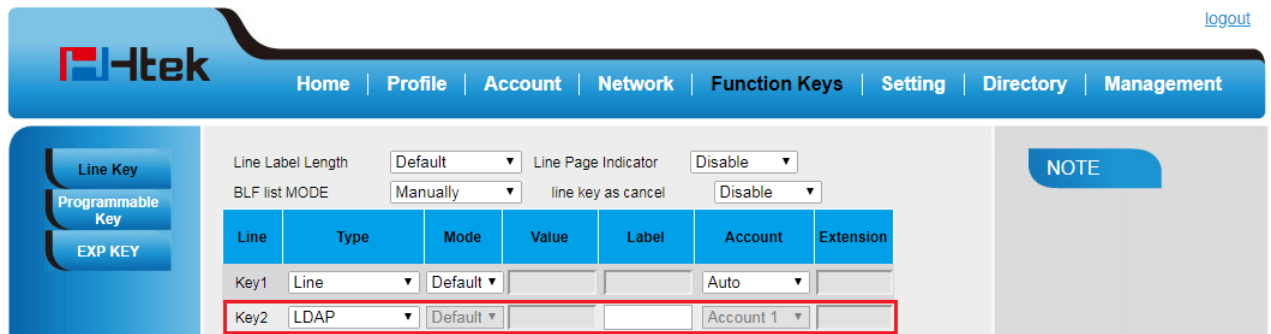 logout
Htek
Home | Profile | Account | Network | Function Keys | Setting | Directory | Management
Line Key
Programmable Key
EXP KEY
Line Label Length Default Line Page Indicator Disable
BLF list MODE Manually line key as cancel Disable
Line Type Mode Value Label Account Extension
Key1 Line Default Auto
Key2 LDAP Default Account 1
NOTE